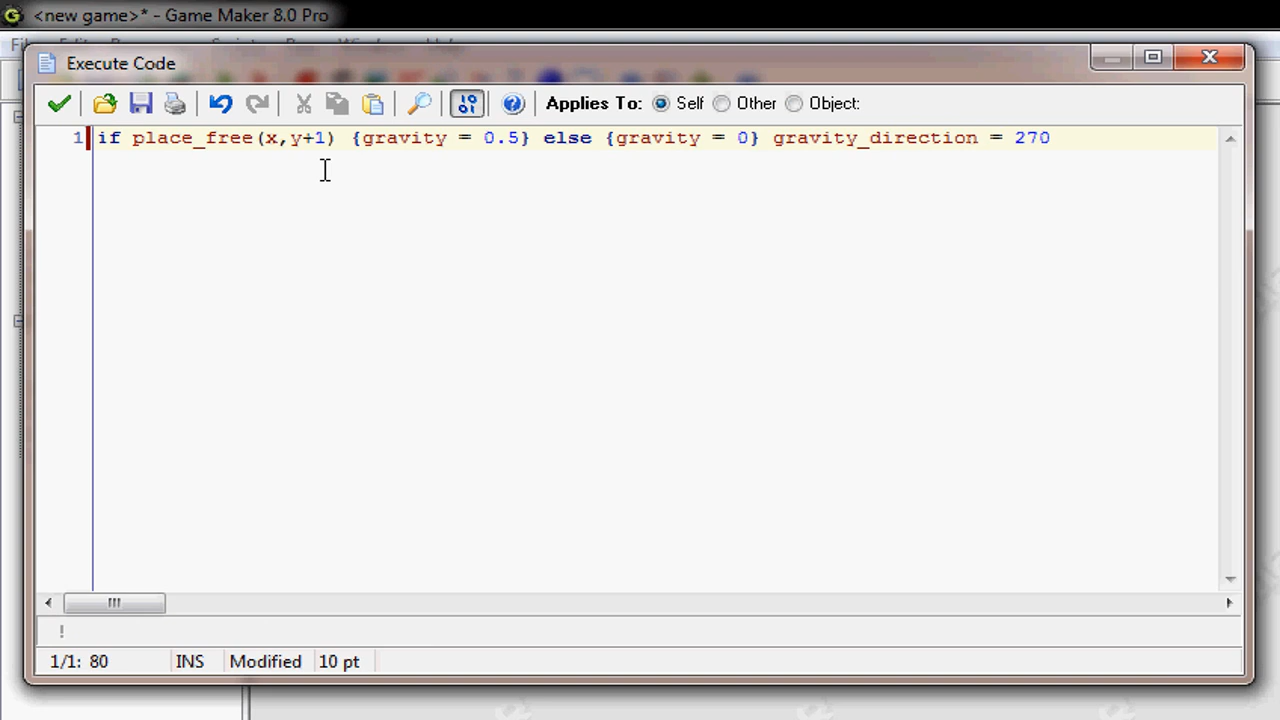 <new game>* - Game Maker 8.0 Pro
Execute Code
Applies To: Self Other Object:
1 if place_free(x,y+1) {gravity = 0.5} else {gravity = 0} gravity_direction = 270
!
1/1: 80 INS Modified 10 pt